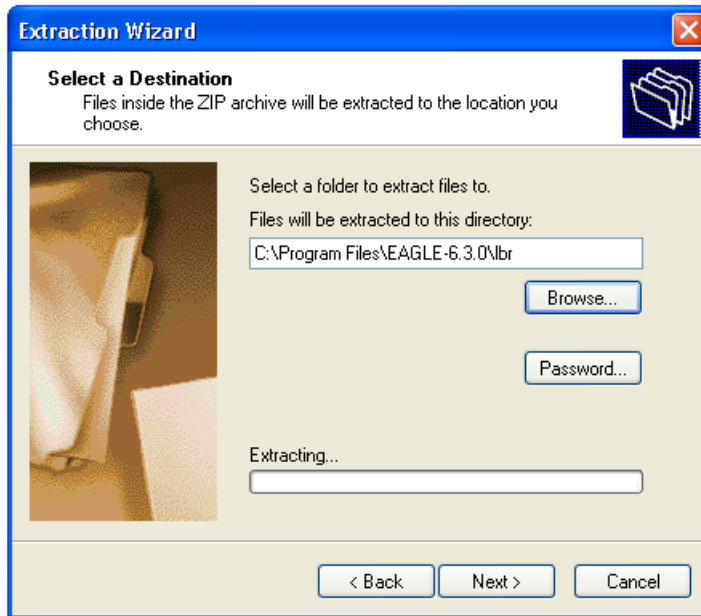 Extraction Wizard
Select a Destination
Files inside the ZIP archive will be extracted to the location you
choose.
Select a folder to extract files to.
Files will be extracted to this directory:
C:\Program Files\EAGLE-6.3.0\lbr
Browse...
Password...
Extracting...
< Back
Next >
Cancel